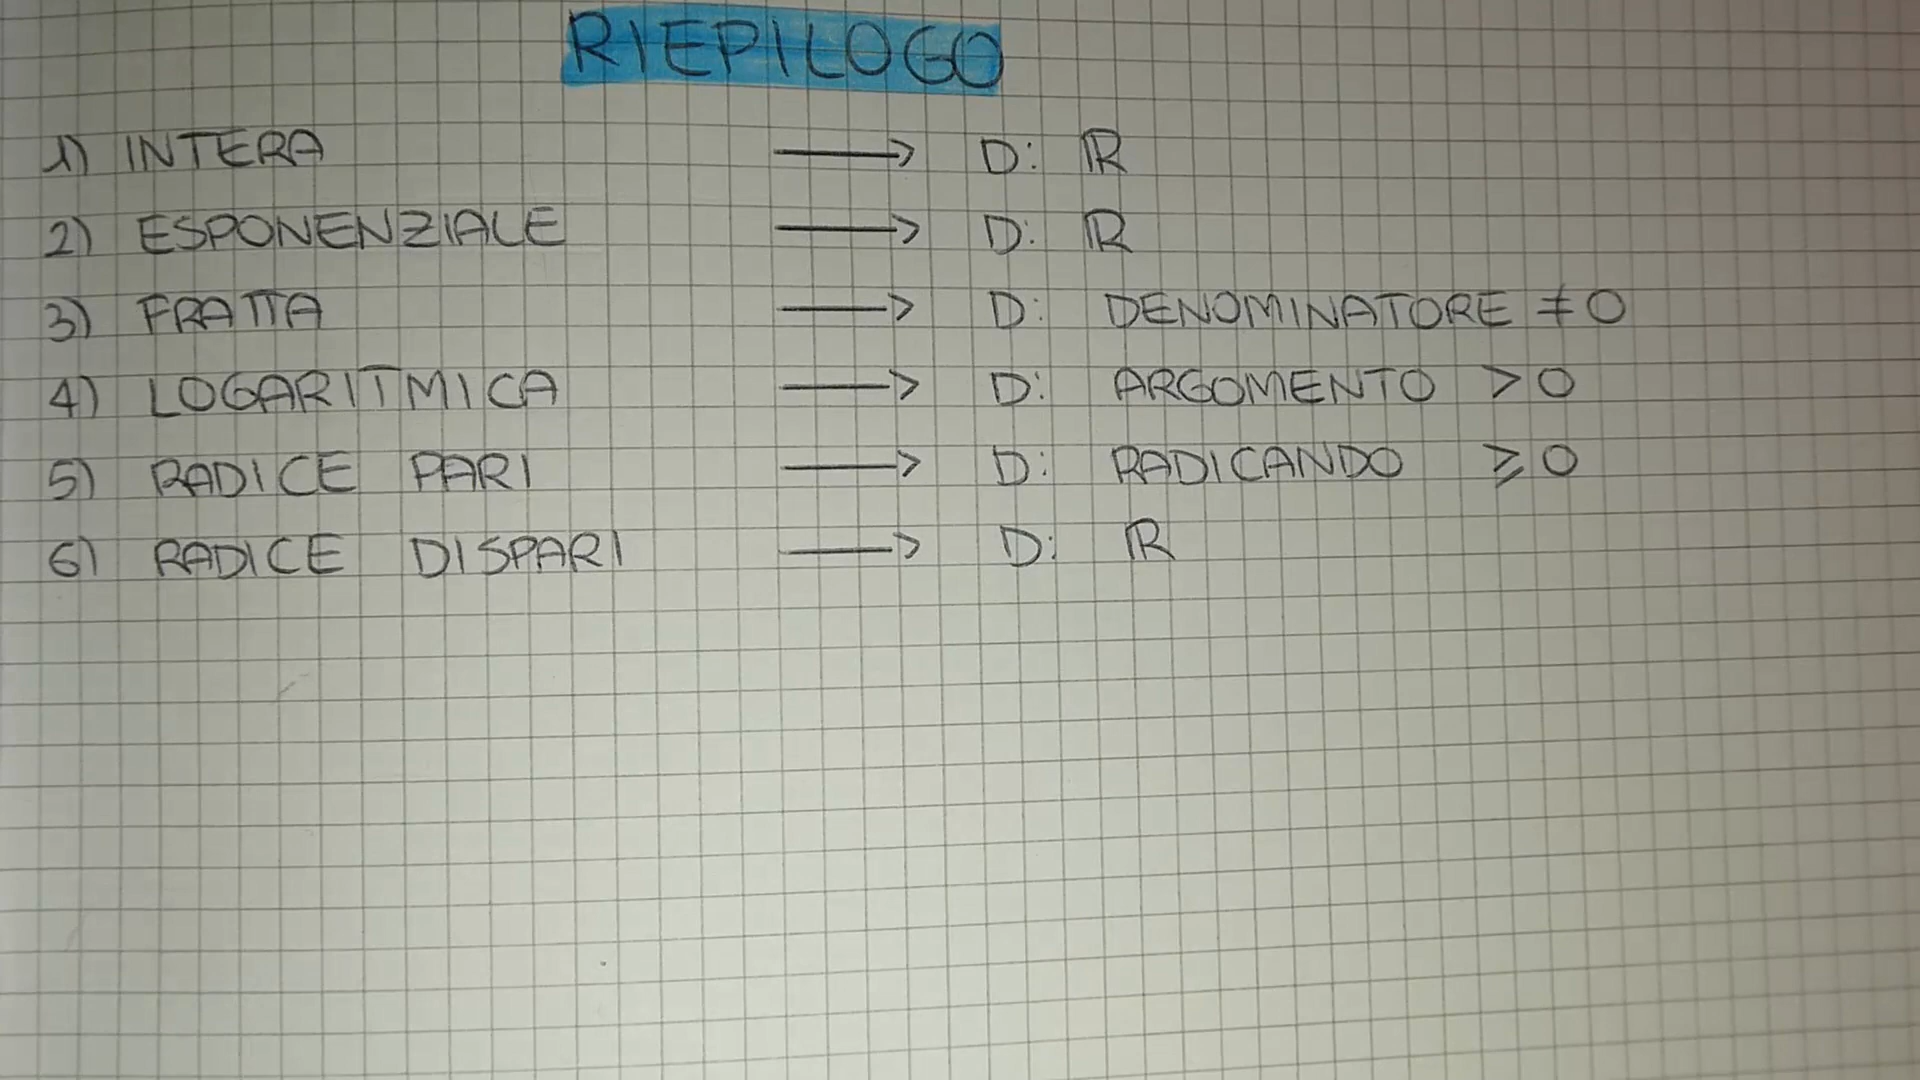 RIEPILOGO
1) INTERA → D: ℝ
2) ESPONENZIALE → D: ℝ
3) FRATTA → D: DENOMINATORE ≠ 0
4) LOGARITMICA → D: ARGOMENTO > 0
5) RADICE PARI → D: RADICANDO ⩾ 0
6) RADICE DISPARI → D: ℝ